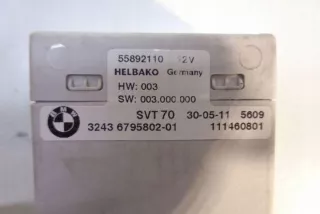 55892110 12V
HELBAKO Germany
HW: 003
SW: 003.000.000
BMW
SVT 70 30-05-11 5609
3243 6795802-01 111460801